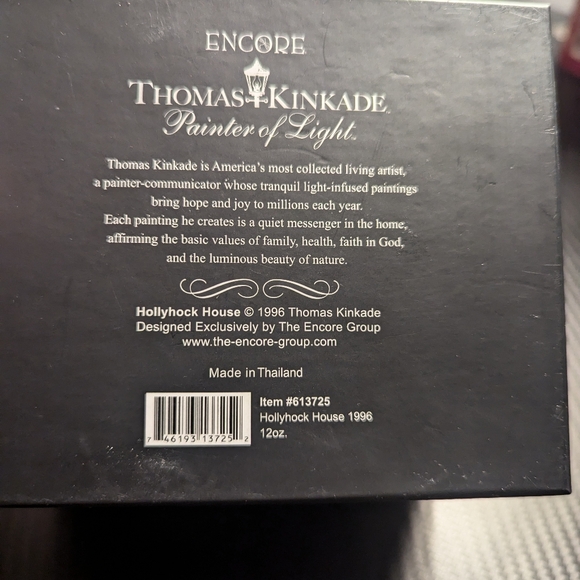 ENCORE
THOMAS KINKADE™
Painter of Light™
Thomas Kinkade is America's most collected living artist,
a painter-communicator whose tranquil light-infused paintings
bring hope and joy to millions each year.
Each painting he creates is a quiet messenger in the home,
affirming the basic values of family, health, faith in God,
and the luminous beauty of nature.
Hollyhock House © 1996 Thomas Kinkade
Designed Exclusively by The Encore Group
www.the-encore-group.com
Made in Thailand
Item #613725
Hollyhock House 1996
12oz.
7 46193 13725 2